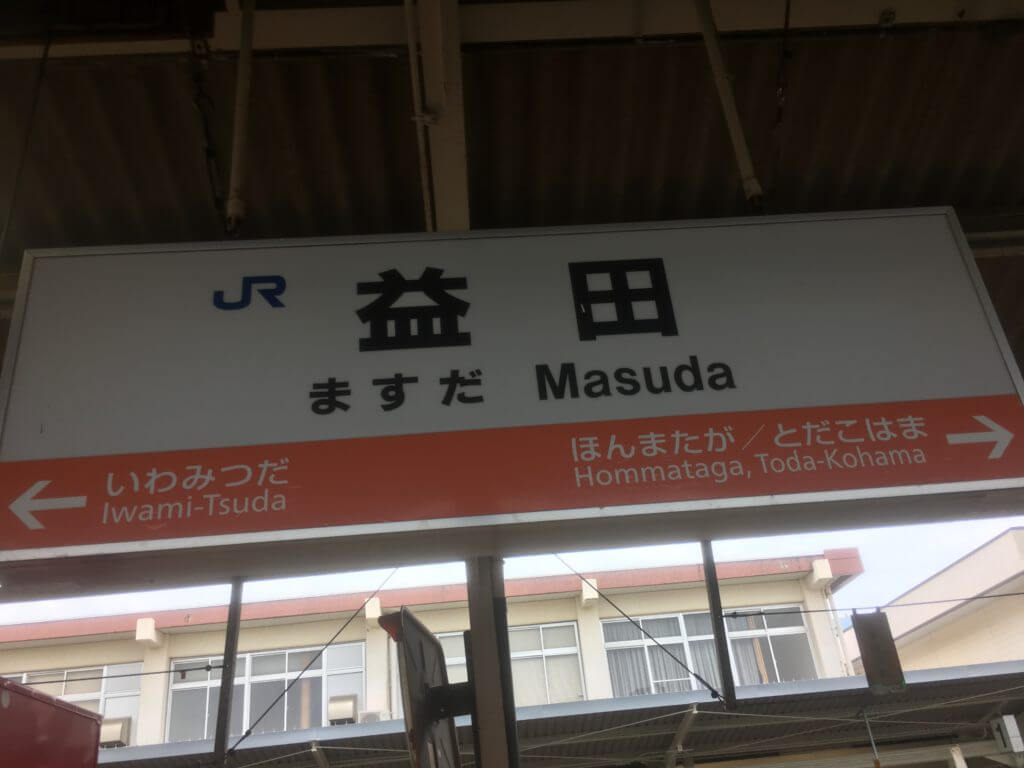 JR 益田
ますだ Masuda
いわみつだ
Iwami-Tsuda
ほんまたが／とだこはま
Hommataga, Toda-Kohama